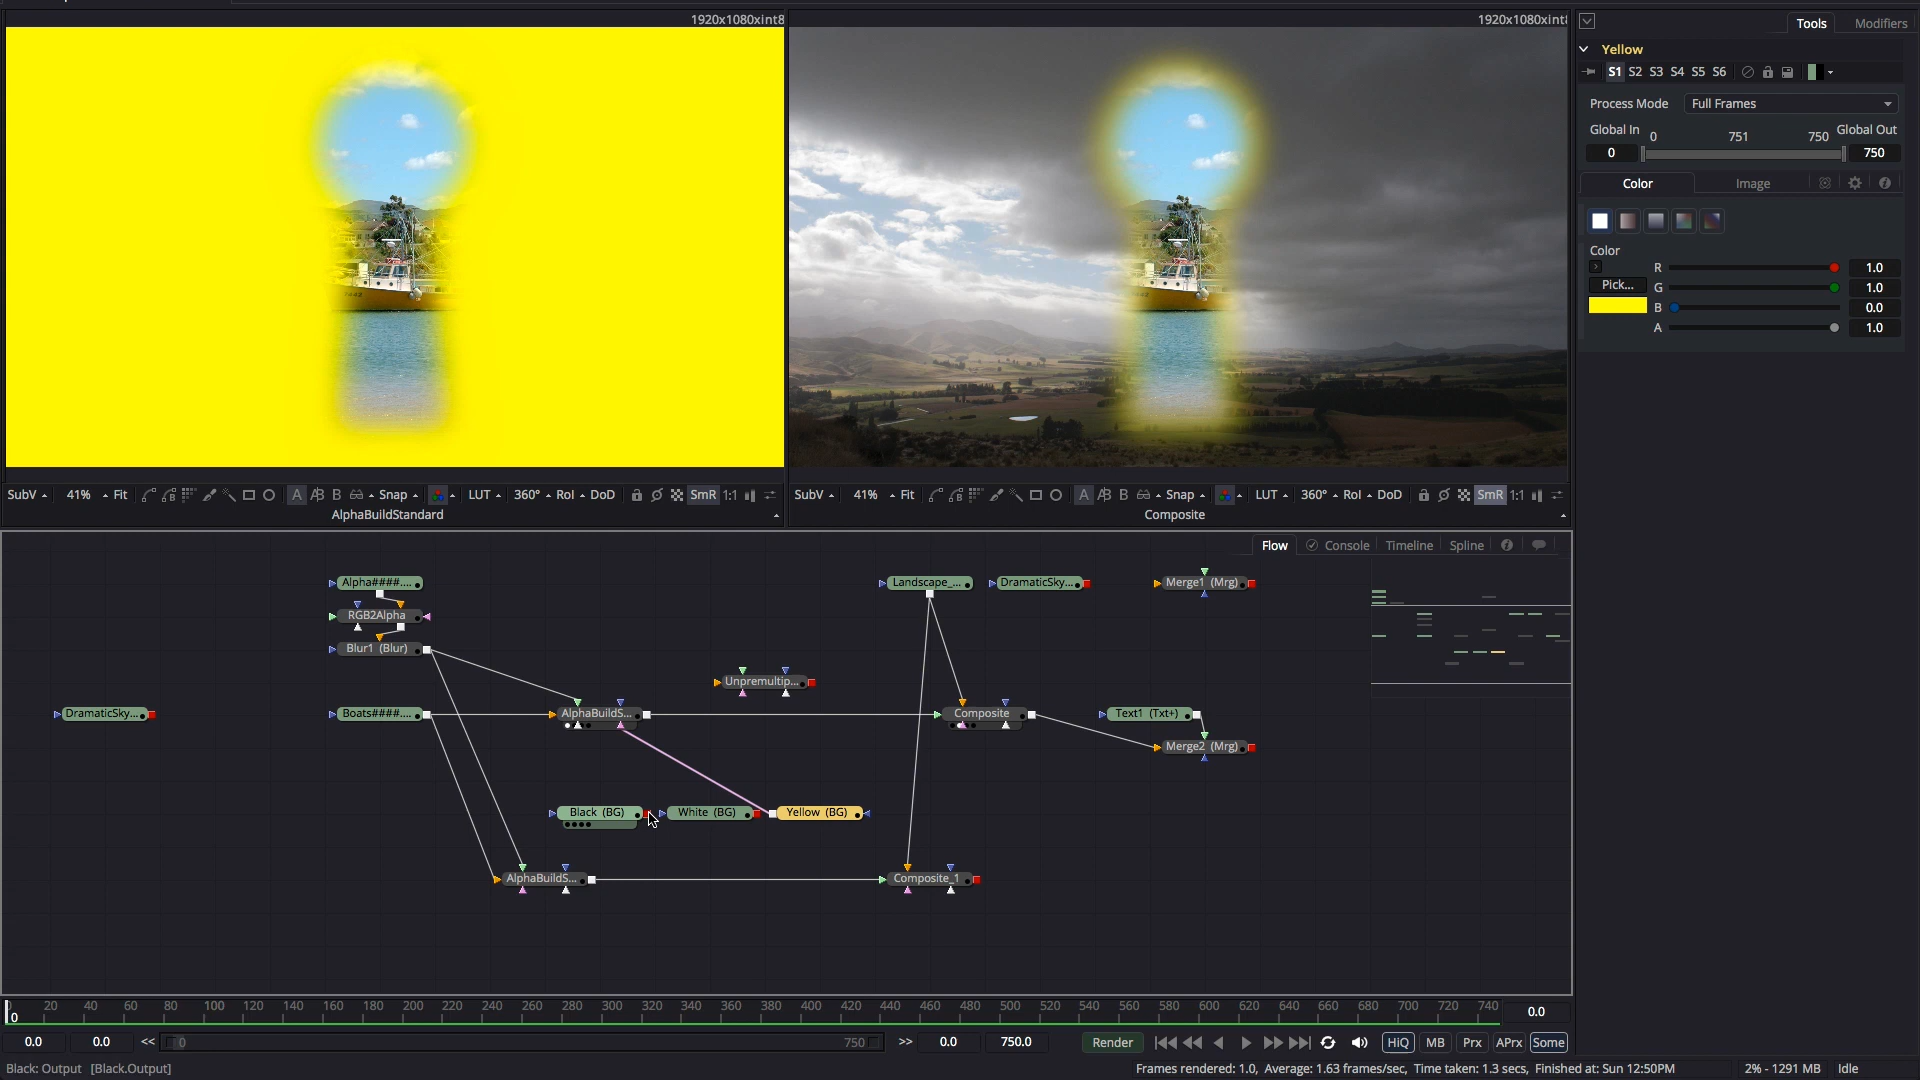 1920x1080xint8
1920x1080xint8
Tools Modifiers
Yellow
S1 S2 S3 S4 S5 S6
Process Mode Full Frames
Global In 0 751 750 Global Out
0 750
Color Image
Color
R 1.0
Pick... G 1.0
B 0.0
A 1.0
SubV 41% Fit A B Snap LUT 360° RoI DoD SmR 1:1
SubV 41% Fit A B Snap LUT 360° RoI DoD SmR 1:1
AlphaBuildStandard
Composite
Flow Console Timeline Spline
Alpha####.... Landscape_... DramaticSky... Merge1 (Mrg)
RGB2Alpha
Blur1 (Blur)
Unpremultip...
DramaticSky... Boats####.... AlphaBuildS... Composite Text1 (Txt+)
Merge2 (Mrg)
Black (BG) White (BG) Yellow (BG)
AlphaBuildS... Composite_1
0 20 40 60 80 100 120 140 160 180 200 220 240 260 280 300 320 340 360 380 400 420 440 460 480 500 520 540 560 580 600 620 640 660 680 700 720 740 0.0
0.0 0.0 << 0 750 >> 0.0 750.0 Render HiQ MB Prx APrx Some
Black: Output [Black.Output] Frames rendered: 1.0, Average: 1.63 frames/sec, Time taken: 1.3 secs, Finished at: Sun 12:50PM 2% - 1291 MB Idle